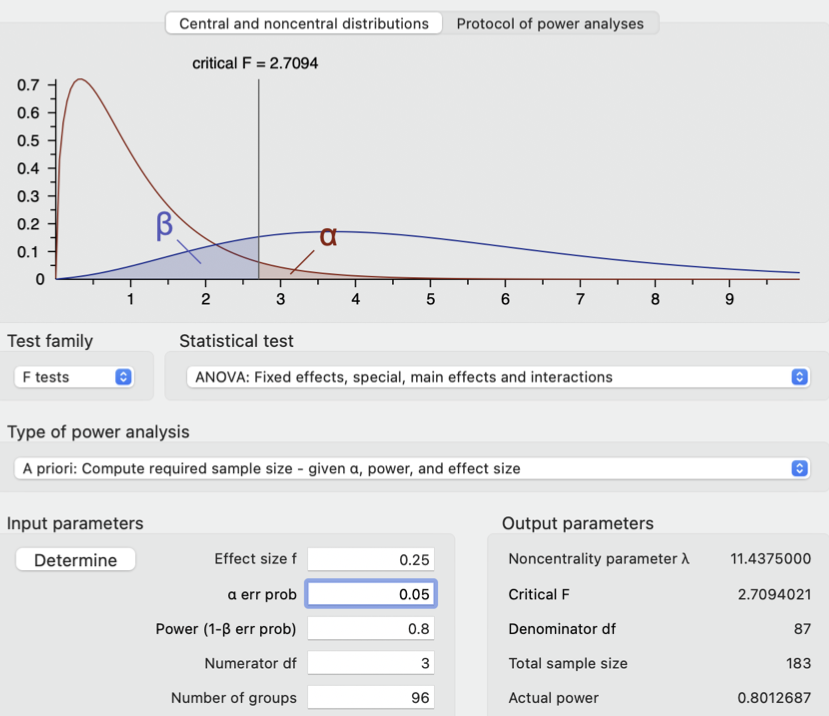 Central and noncentral distributions Protocol of power analyses
critical F = 2.7094
0.7
0.6
0.5
0.4
0.3
0.2
0.1
0
β
α
1 2 3 4 5 6 7 8 9
Test family Statistical test
F tests ANOVA: Fixed effects, special, main effects and interactions
Type of power analysis
A priori: Compute required sample size - given α, power, and effect size
Input parameters Output parameters
Determine Effect size f 0.25 Noncentrality parameter λ 11.4375000
α err prob 0.05 Critical F 2.7094021
Power (1-β err prob) 0.8 Denominator df 87
Numerator df 3 Total sample size 183
Number of groups 96 Actual power 0.8012687